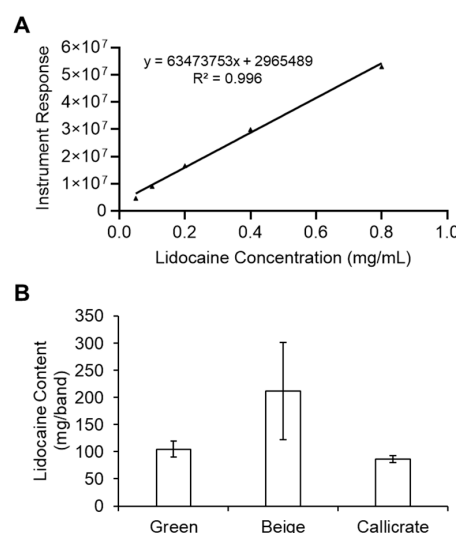 A
y = 63473753x + 2965489
R² = 0.996
Instrument Response
6×10⁷
5×10⁷
4×10⁷
3×10⁷
2×10⁷
1×10⁷
0
0.0 0.2 0.4 0.6 0.8 1.0
Lidocaine Concentration (mg/mL)
B
Lidocaine Content
(mg/band)
350
300
250
200
150
100
50
0
Green Beige Callicrate